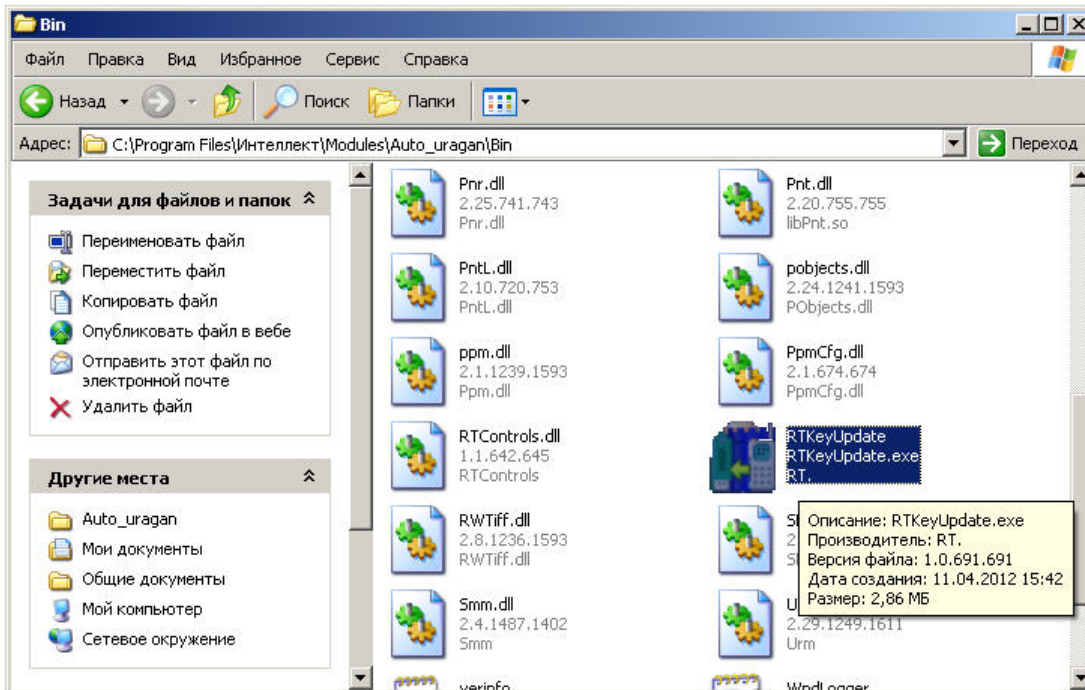 Bin
Файл Правка Вид Избранное Сервис Справка
Назад Поиск Папки
Адрес: C:\Program Files\Интеллект\Modules\Auto_uragan\Bin Переход
Задачи для файлов и папок
Переименовать файл
Переместить файл
Копировать файл
Опубликовать файл в вебе
Отправить этот файл по
электронной почте
Удалить файл
Другие места
Auto_uragan
Мои документы
Общие документы
Мой компьютер
Сетевое окружение
Pnr.dll
2.25.741.743
Pnr.dll
Pnt.dll
2.20.755.755
libPnt.so
PntL.dll
2.10.720.753
PntL.dll
pobjects.dll
2.24.1241.1593
PObjects.dll
ppm.dll
2.1.1239.1593
Ppm.dll
PpmCfg.dll
2.1.674.674
PpmCfg.dll
RTControls.dll
1.1.642.645
RTControls
RTKeyUpdate
RTKeyUpdate.exe
RT.
RWTiff.dll
2.8.1236.1593
RWTiff.dll
Описание: RTKeyUpdate.exe
Производитель: RT.
Версия файла: 1.0.691.691
Дата создания: 11.04.2012 15:42
Размер: 2,86 МБ
Smm.dll
2.4.1487.1402
Smm
2.29.1249.1611
Urm
verinfo
WndLogger